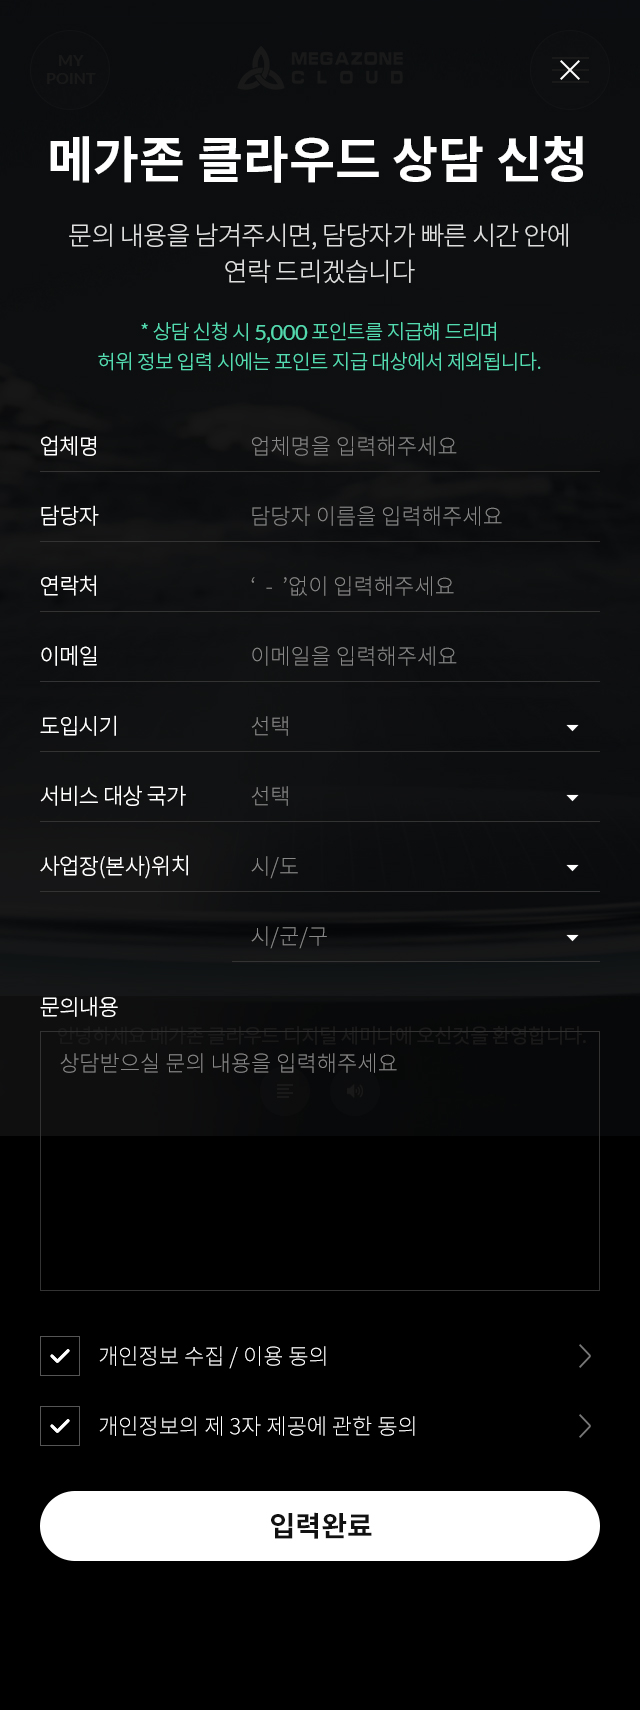 MY
POINT
MEGAZONE
CLOUD
메가존 클라우드 상담 신청
문의 내용을 남겨주시면, 담당자가 빠른 시간 안에
연락 드리겠습니다
* 상담 신청 시 5,000 포인트를 지급해 드리며
허위 정보 입력 시에는 포인트 지급 대상에서 제외됩니다.
업체명 업체명을 입력해주세요
담당자 담당자 이름을 입력해주세요
연락처 ‘ - ’없이 입력해주세요
이메일 이메일을 입력해주세요
도입시기 선택
서비스 대상 국가 선택
사업장(본사)위치 시/도
시/군/구
문의내용
안녕하세요 메가존 클라우드 디지털 세미나에 오신것을 환영합니다.
상담받으실 문의 내용을 입력해주세요
개인정보 수집 / 이용 동의
개인정보의 제 3자 제공에 관한 동의
입력완료